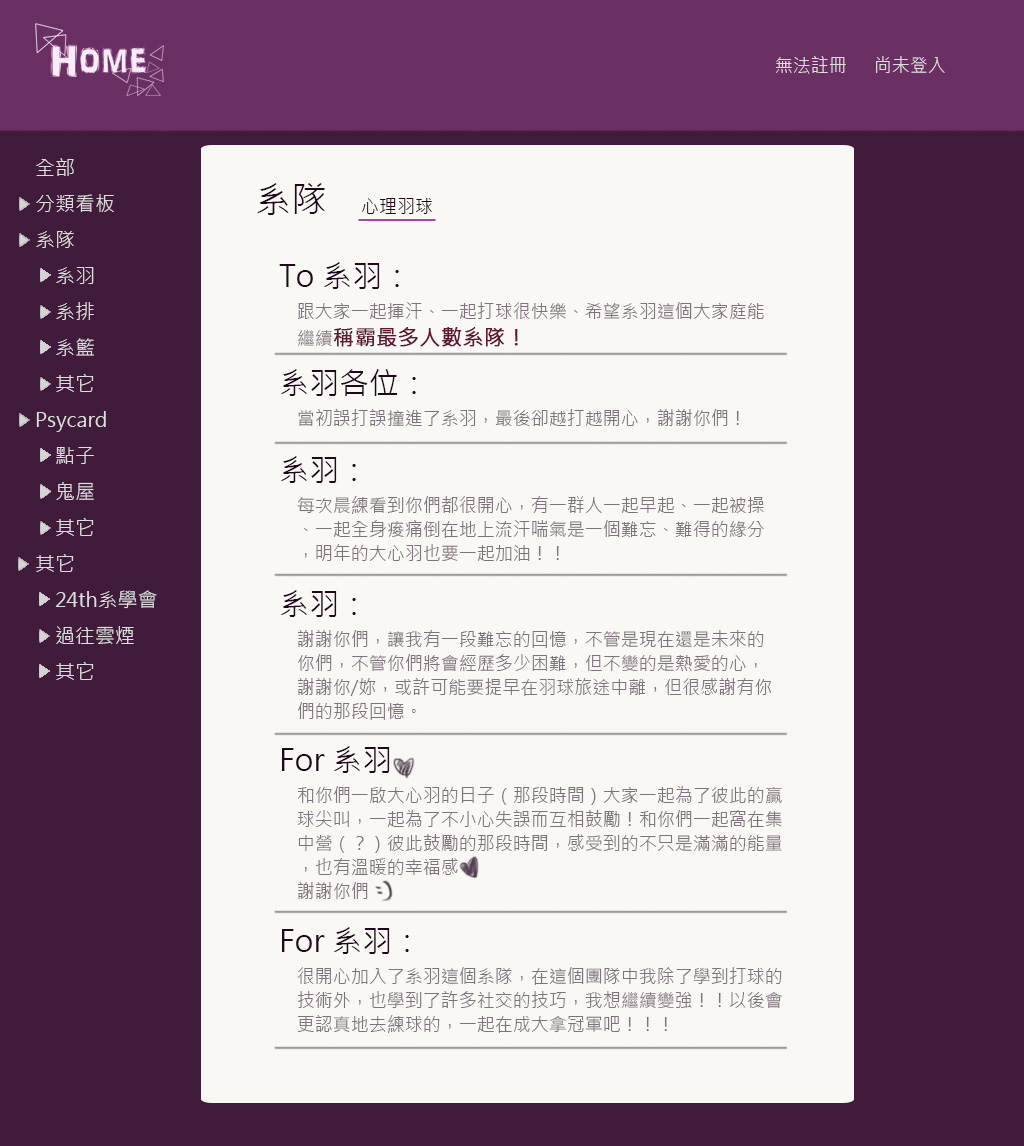 HOME
無法註冊 尚未登入
全部
分類看板
系隊
系羽
系排
系籃
其它
Psycard
點子
鬼屋
其它
其它
24th系學會
過往雲煙
其它
系隊 心理羽球
To 系羽：
跟大家一起揮汗、一起打球很快樂、希望系羽這個大家庭能
繼續稱霸最多人數系隊！
系羽各位：
當初誤打誤撞進了系羽，最後卻越打越開心，謝謝你們！
系羽：
每次晨練看到你們都很開心，有一群人一起早起、一起被操
、一起全身痠痛倒在地上流汗喘氣是一個難忘、難得的緣分
，明年的大心羽也要一起加油！！
系羽：
謝謝你們，讓我有一段難忘的回憶，不管是現在還是未來的
你們，不管你們將會經歷多少困難，但不變的是熱愛的心，
謝謝你/妳，或許可能要提早在羽球旅途中離，但很感謝有你
們的那段回憶。
For 系羽
和你們一啟大心羽的日子（那段時間）大家一起為了彼此的贏
球尖叫，一起為了不小心失誤而互相鼓勵！和你們一起窩在集
中營（？）彼此鼓勵的那段時間，感受到的不只是滿滿的能量
，也有溫暖的幸福感
謝謝你們 :-)
For 系羽：
很開心加入了系羽這個系隊，在這個團隊中我除了學到打球的
技術外，也學到了許多社交的技巧，我想繼續變強！！以後會
更認真地去練球的，一起在成大拿冠軍吧！！！